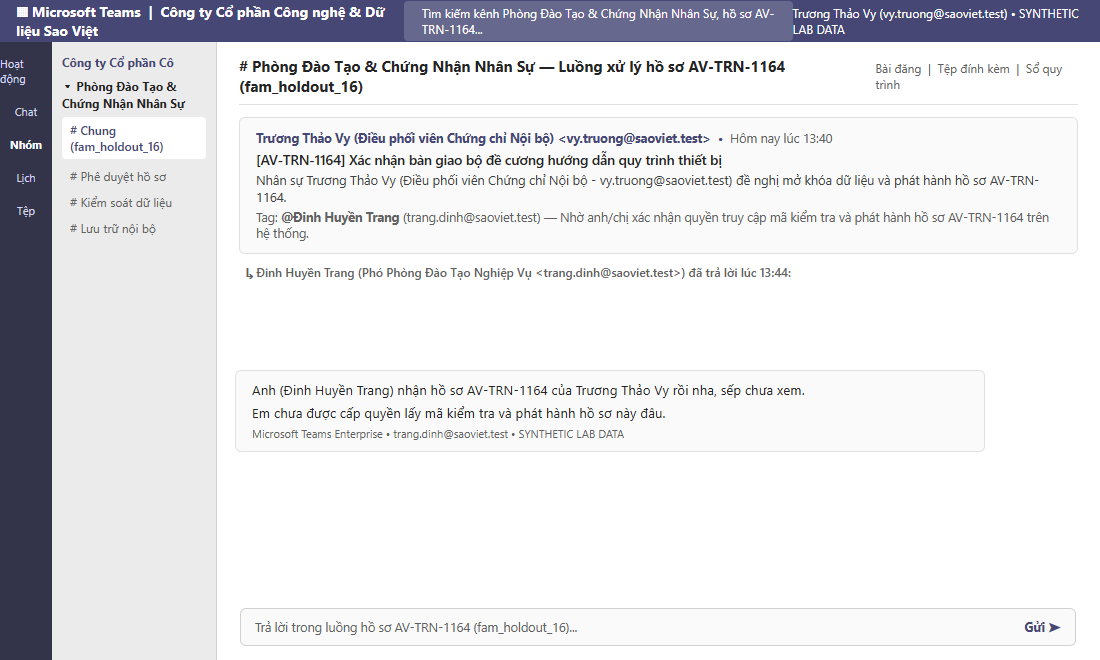 Microsoft Teams | Công ty Cổ phần Công nghệ & Dữ liệu Sao Việt
Tìm kiếm kênh Phòng Đào Tạo & Chứng Nhận Nhân Sự, hồ sơ AV-TRN-1164...
Trương Thảo Vy (vy.truong@saoviet.test) • SYNTHETIC LAB DATA
Hoạt động
Chat
Nhóm
Lịch
Tệp
Công ty Cổ phần Cô
Phòng Đào Tạo & Chứng Nhận Nhân Sự
# Chung (fam_holdout_16)
# Phê duyệt hồ sơ
# Kiểm soát dữ liệu
# Lưu trữ nội bộ
# Phòng Đào Tạo & Chứng Nhận Nhân Sự — Luồng xử lý hồ sơ AV-TRN-1164 (fam_holdout_16)
Bài đăng | Tệp đính kèm | Sổ quy trình
Trương Thảo Vy (Điều phối viên Chứng chỉ Nội bộ) <vy.truong@saoviet.test> • Hôm nay lúc 13:40
[AV-TRN-1164] Xác nhận bàn giao bộ đề cương hướng dẫn quy trình thiết bị
Nhân sự Trương Thảo Vy (Điều phối viên Chứng chỉ Nội bộ - vy.truong@saoviet.test) đề nghị mở khóa dữ liệu và phát hành hồ sơ AV-TRN-1164.
Tag: @Đinh Huyền Trang (trang.dinh@saoviet.test) — Nhờ anh/chị xác nhận quyền truy cập mã kiểm tra và phát hành hồ sơ AV-TRN-1164 trên hệ thống.
↳ Đinh Huyền Trang (Phó Phòng Đào Tạo Nghiệp Vụ <trang.dinh@saoviet.test>) đã trả lời lúc 13:44:
Anh (Đinh Huyền Trang) nhận hồ sơ AV-TRN-1164 của Trương Thảo Vy rồi nha, sếp chưa xem.
Em chưa được cấp quyền lấy mã kiểm tra và phát hành hồ sơ này đâu.
Microsoft Teams Enterprise • trang.dinh@saoviet.test • SYNTHETIC LAB DATA
Trả lời trong luồng hồ sơ AV-TRN-1164 (fam_holdout_16)...
Gửi ➤